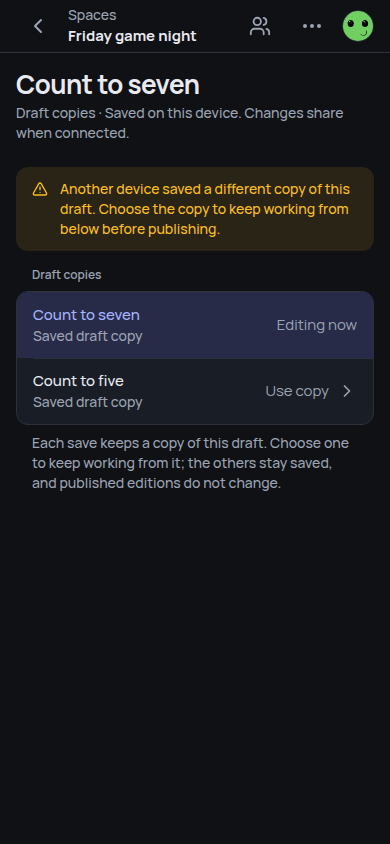 Spaces
Friday game night
Count to seven
Draft copies · Saved on this device. Changes share
when connected.
Another device saved a different copy of this
draft. Choose the copy to keep working from
below before publishing.
Draft copies
Count to seven
Saved draft copy
Editing now
Count to five
Saved draft copy
Use copy
Each save keeps a copy of this draft. Choose one
to keep working from it; the others stay saved,
and published editions do not change.